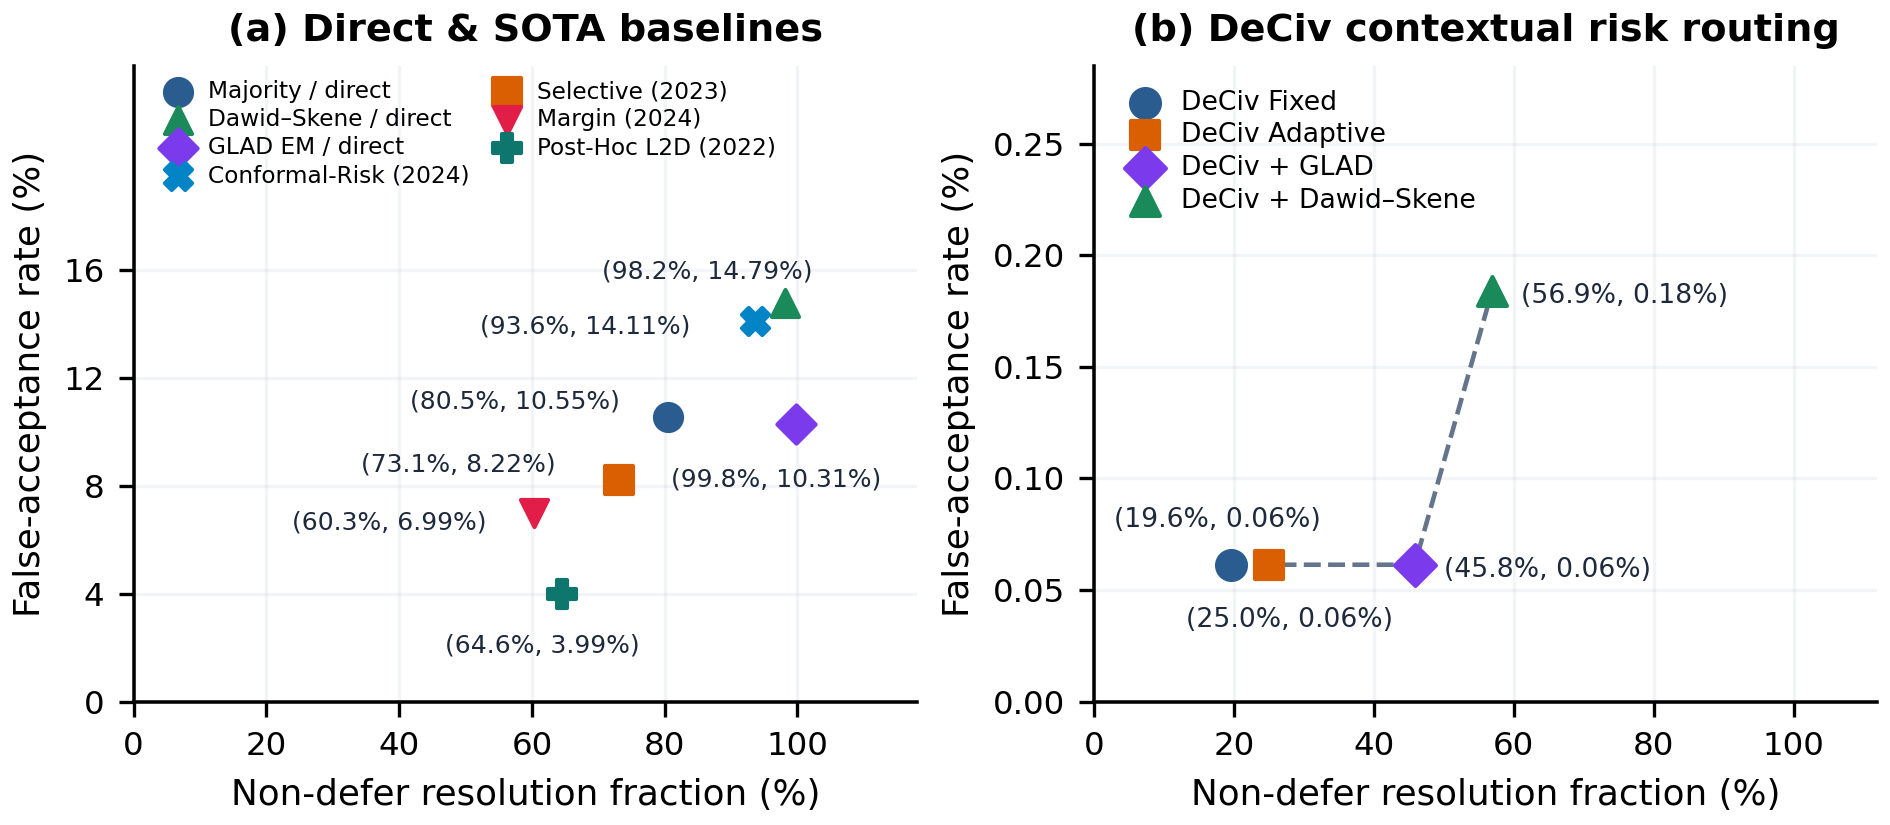 (a) Direct & SOTA baselines
Majority / direct
Dawid–Skene / direct
GLAD EM / direct
Conformal-Risk (2024)
Selective (2023)
Margin (2024)
Post-Hoc L2D (2022)
False-acceptance rate (%)
16
12
8
4
0
(98.2%, 14.79%)
(93.6%, 14.11%)
(80.5%, 10.55%)
(73.1%, 8.22%)
(99.8%, 10.31%)
(60.3%, 6.99%)
(64.6%, 3.99%)
0 20 40 60 80 100
Non-defer resolution fraction (%)
(b) DeCiv contextual risk routing
DeCiv Fixed
DeCiv Adaptive
DeCiv + GLAD
DeCiv + Dawid–Skene
False-acceptance rate (%)
0.25
0.20
0.15
0.10
0.05
0.00
(56.9%, 0.18%)
(19.6%, 0.06%)
(45.8%, 0.06%)
(25.0%, 0.06%)
0 20 40 60 80 100
Non-defer resolution fraction (%)